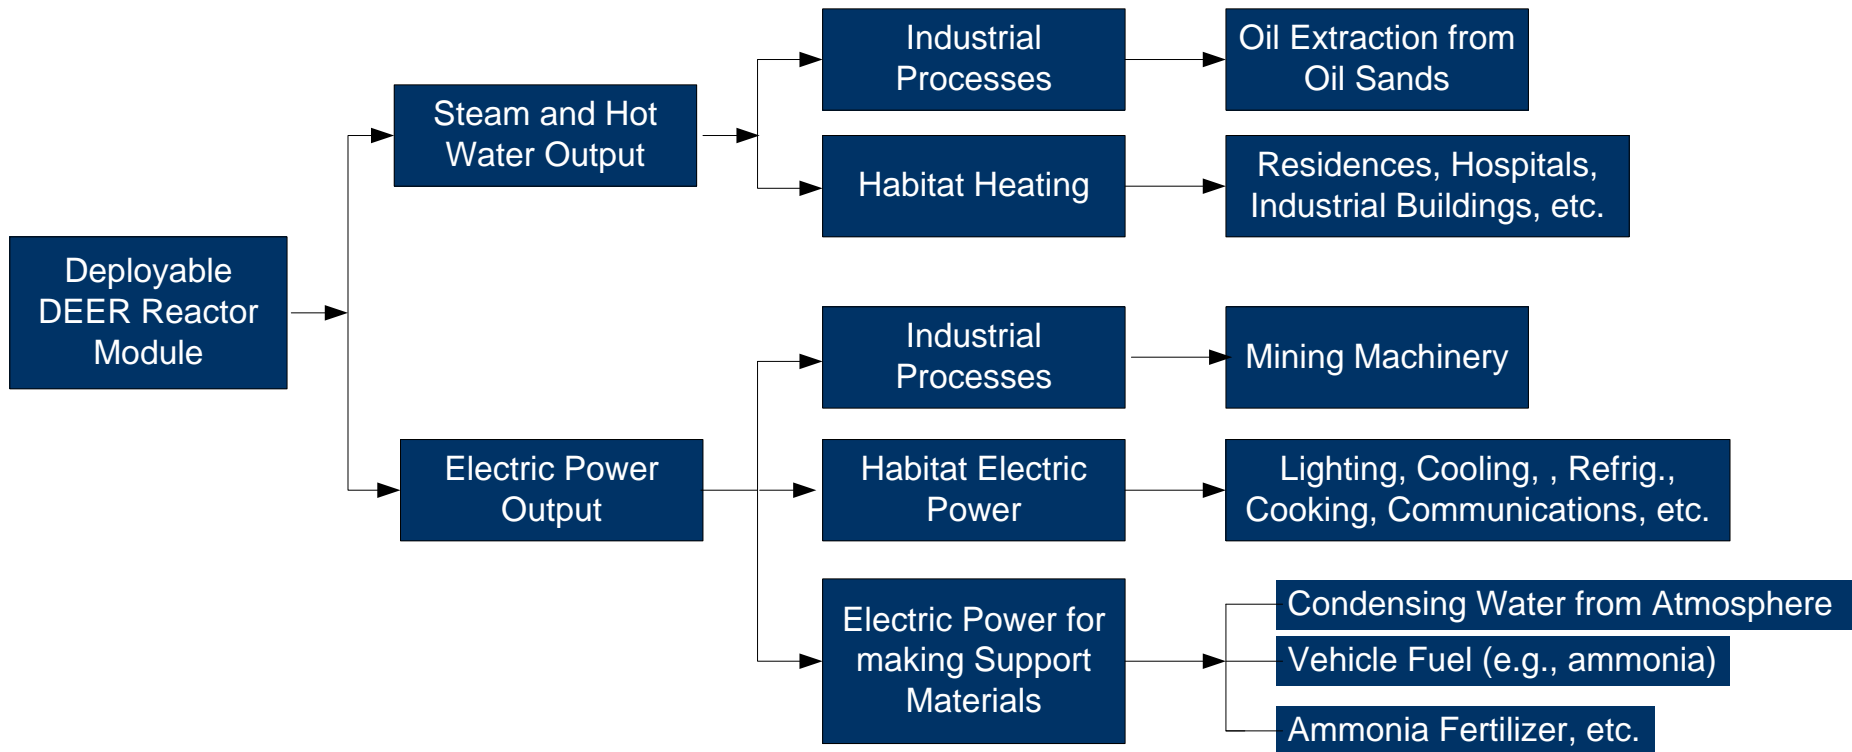 Deployable
DEER Reactor
Module
Steam and Hot
Water Output
Industrial
Processes
Oil Extraction from
Oil Sands
Habitat Heating
Residences, Hospitals,
Industrial Buildings, etc.
Electric Power
Output
Industrial
Processes
Mining Machinery
Habitat Electric
Power
Lighting, Cooling, , Refrig.,
Cooking, Communications, etc.
Electric Power for
making Support
Materials
Condensing Water from Atmosphere
Vehicle Fuel (e.g., ammonia)
Ammonia Fertilizer, etc.